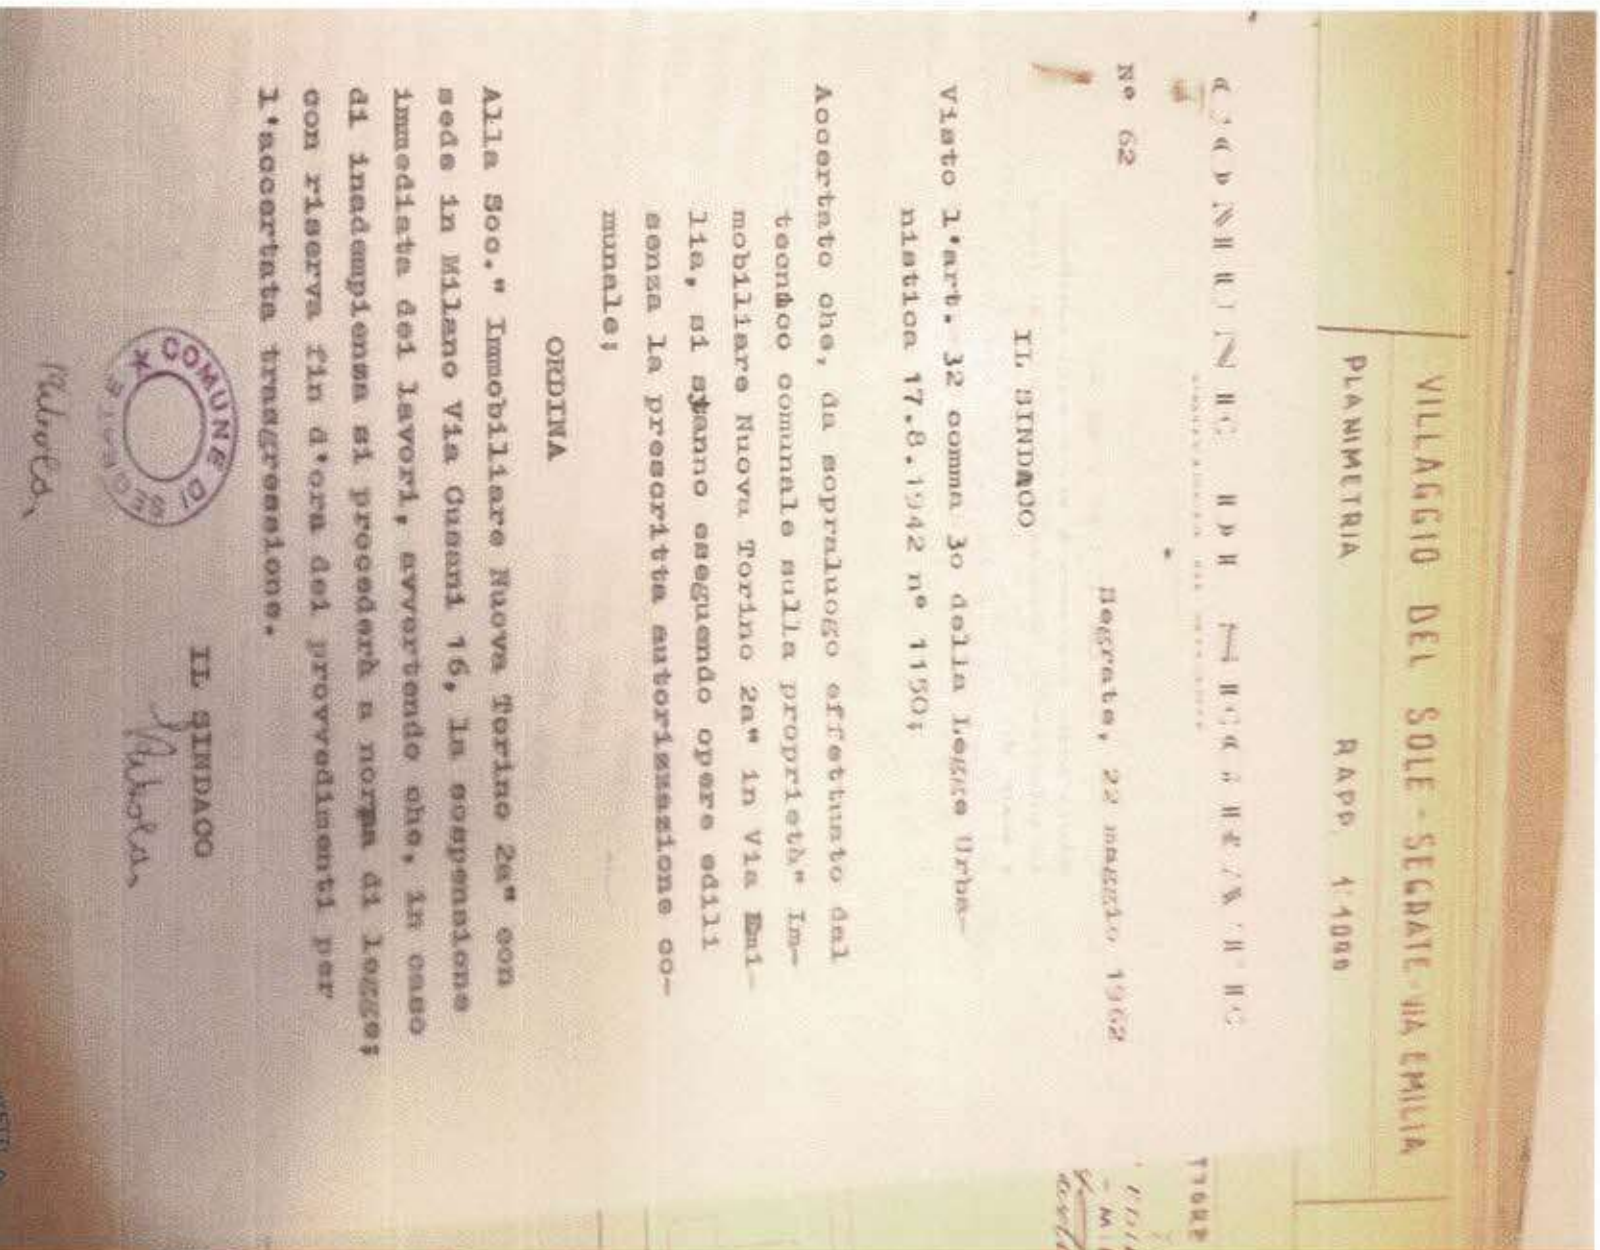 VILLAGGIO DEL SOLE - SEGRATE - VIA EMILIA
PLANIMETRIA RAPP 1:1000
COMUNE DI SEGRATE
N° 62 Segrate, 22 maggio 1962
IL SINDACO
Visto l'art. 32 comma 3o della Legge Urba-
nistica 17.8.1942 n° 1150;
Accertato che, da sopraluogo effettuato dal
tecnico comunale sulla proprietà" Im-
mobiliare Nuova Torino 2a" in Via Emi-
lia, si stanno eseguendo opere edili
senza la prescritta autorizzazione co-
munale;
ORDINA
Alla Soc." Immobiliare Nuova Torino 2a" con
sede in Milano Via Cusani 16, la sospensione
immediata dei lavori, avvertendo che, in caso
di inadempienza si procederà a norma di legge;
con riserva fin d'ora dei provvedimenti per
l'accertata trasgressione.
IL SINDACO
COMUNE DI SEGRATE